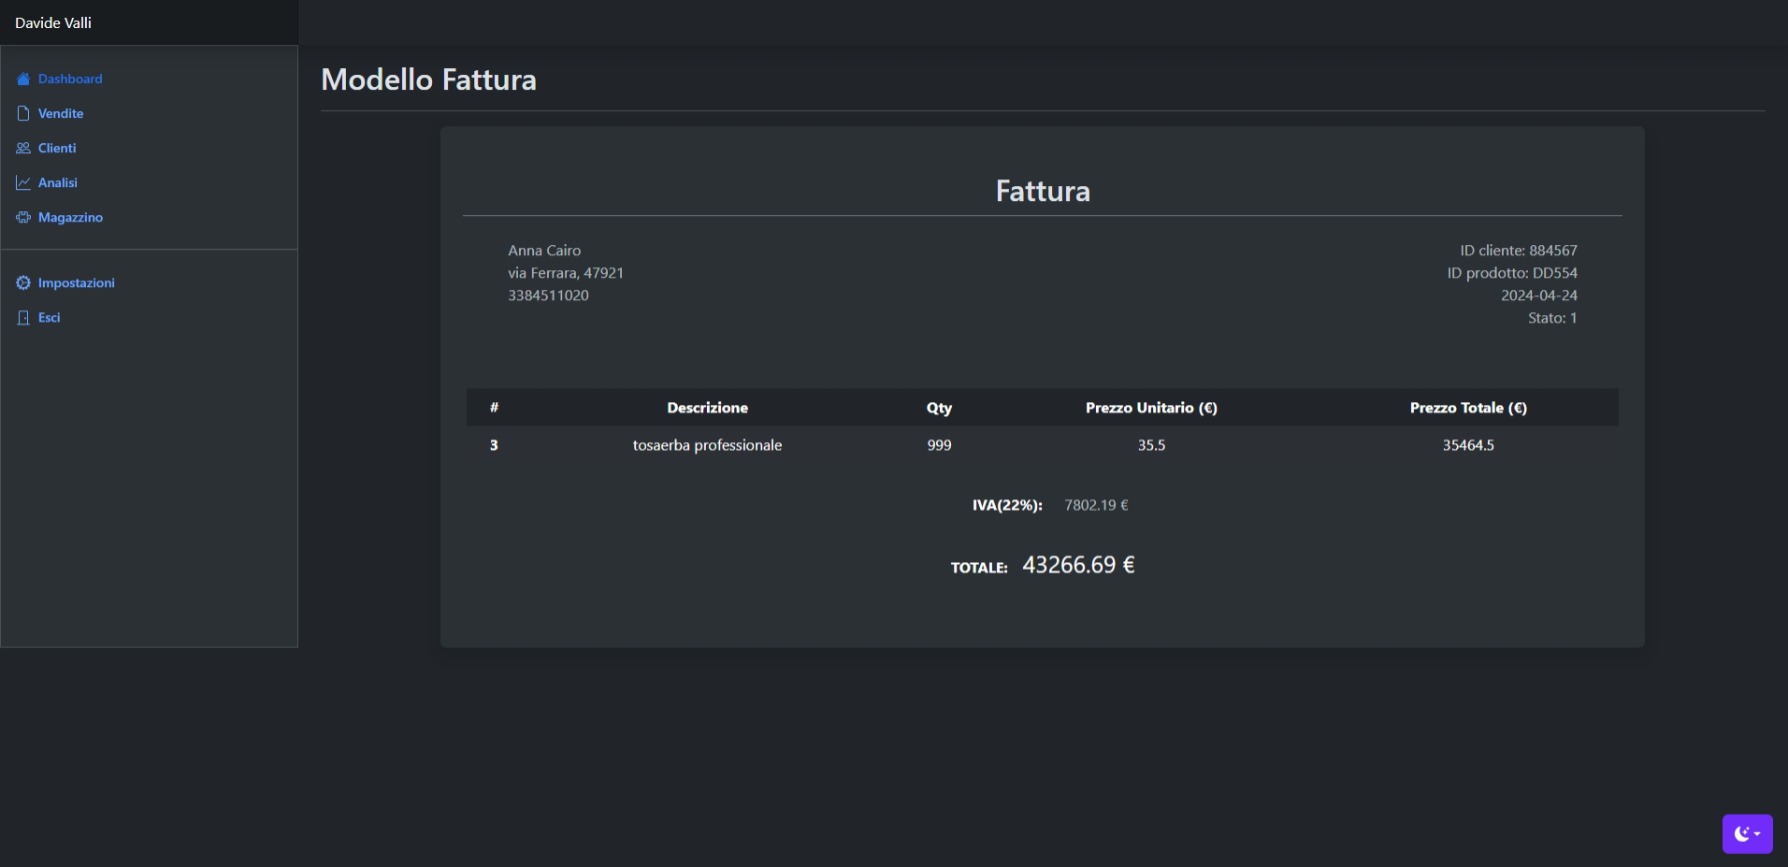 Davide Valli
Dashboard
Vendite
Clienti
Analisi
Magazzino
Impostazioni
Esci
Modello Fattura
Fattura
Anna Cairo
via Ferrara, 47921
3384511020
ID cliente: 884567
ID prodotto: DD554
2024-04-24
Stato: 1
# Descrizione Qty Prezzo Unitario (€) Prezzo Totale (€)
3 tosaerba professionale 999 35.5 35464.5
IVA(22%): 7802.19 €
TOTALE: 43266.69 €